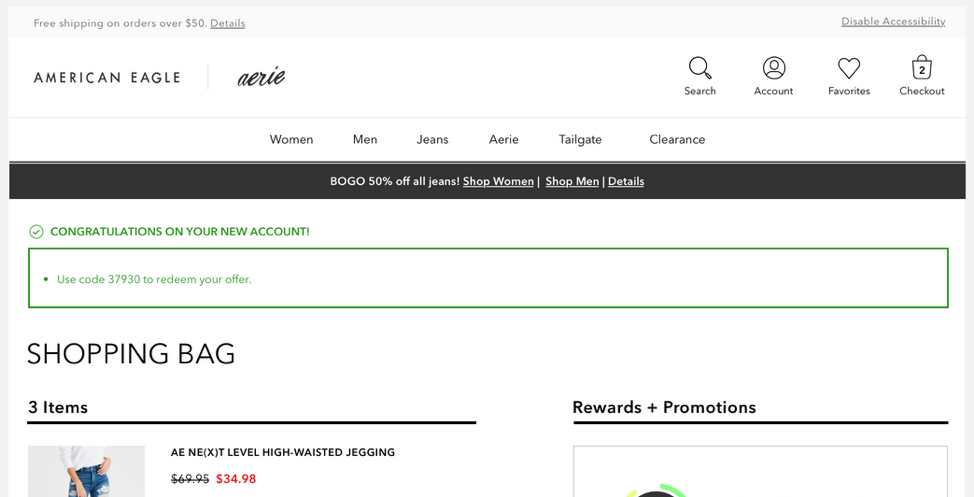 Free shipping on orders over $50. Details
Disable Accessibility
AMERICAN EAGLE
aerie
Search
Account
Favorites
2
Checkout
Women
Men
Jeans
Aerie
Tailgate
Clearance
BOGO 50% off all jeans! Shop Women | Shop Men | Details
CONGRATULATIONS ON YOUR NEW ACCOUNT!
• Use code 37930 to redeem your offer.
SHOPPING BAG
3 Items
Rewards + Promotions
AE NE(X)T LEVEL HIGH-WAISTED JEGGING
$69.95 $34.98